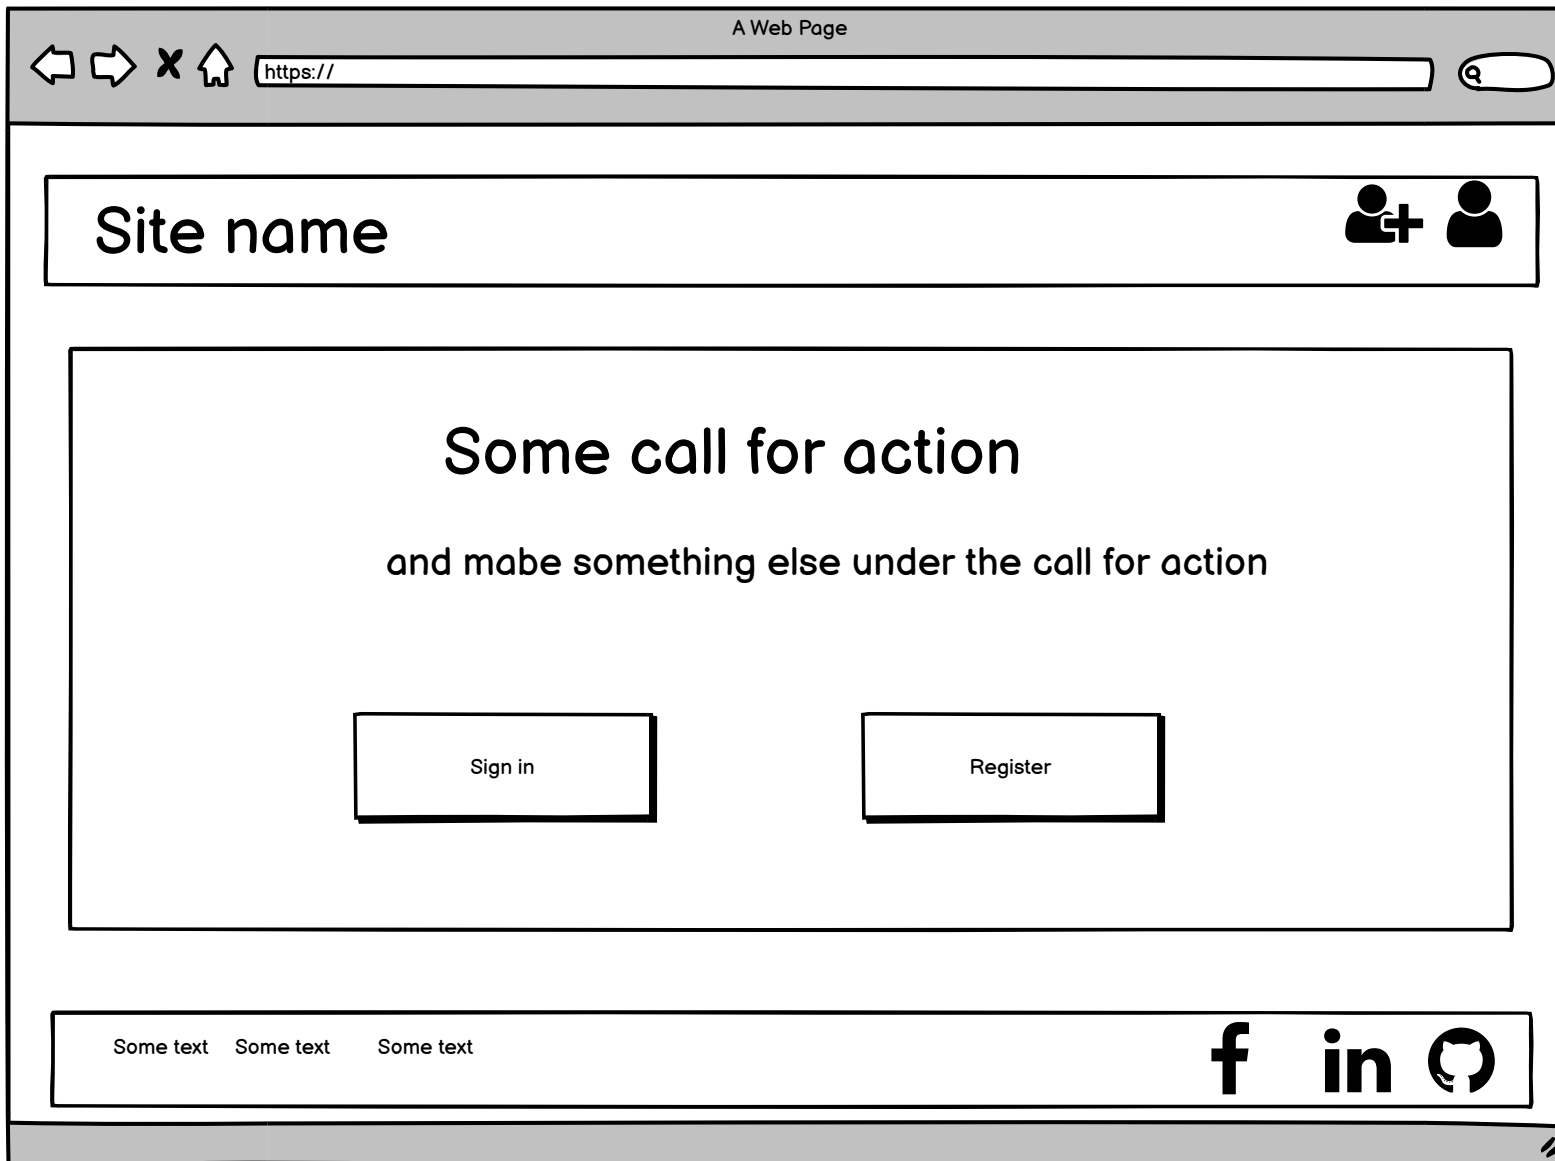 A Web Page
https://
Site name
Some call for action
and mabe something else under the call for action
Sign in
Register
Some text
Some text
Some text
f
in